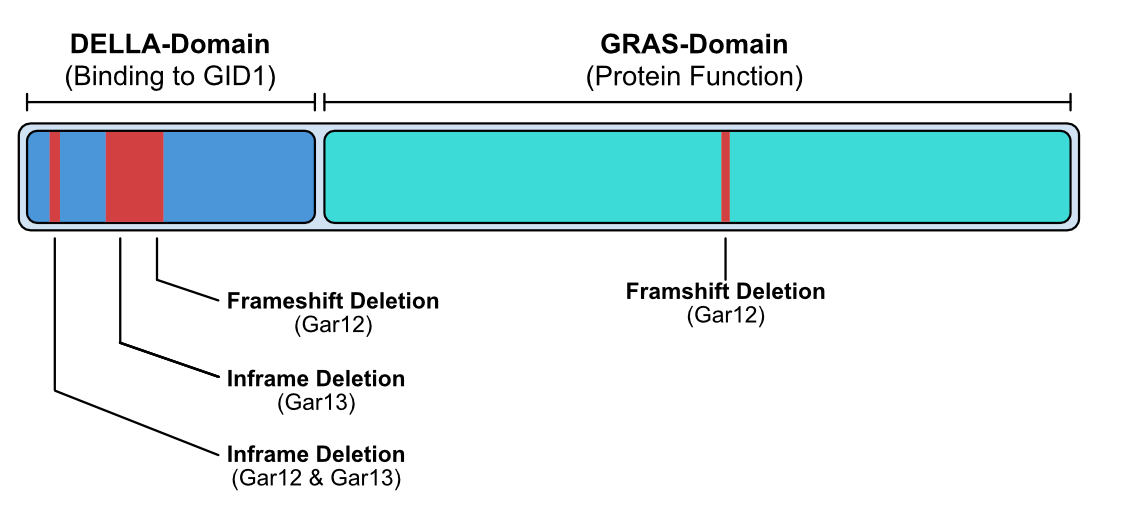 DELLA-Domain
(Binding to GID1)
GRAS-Domain
(Protein Function)
Frameshift Deletion
(Gar12)
Framshift Deletion
(Gar12)
Inframe Deletion
(Gar13)
Inframe Deletion
(Gar12 & Gar13)